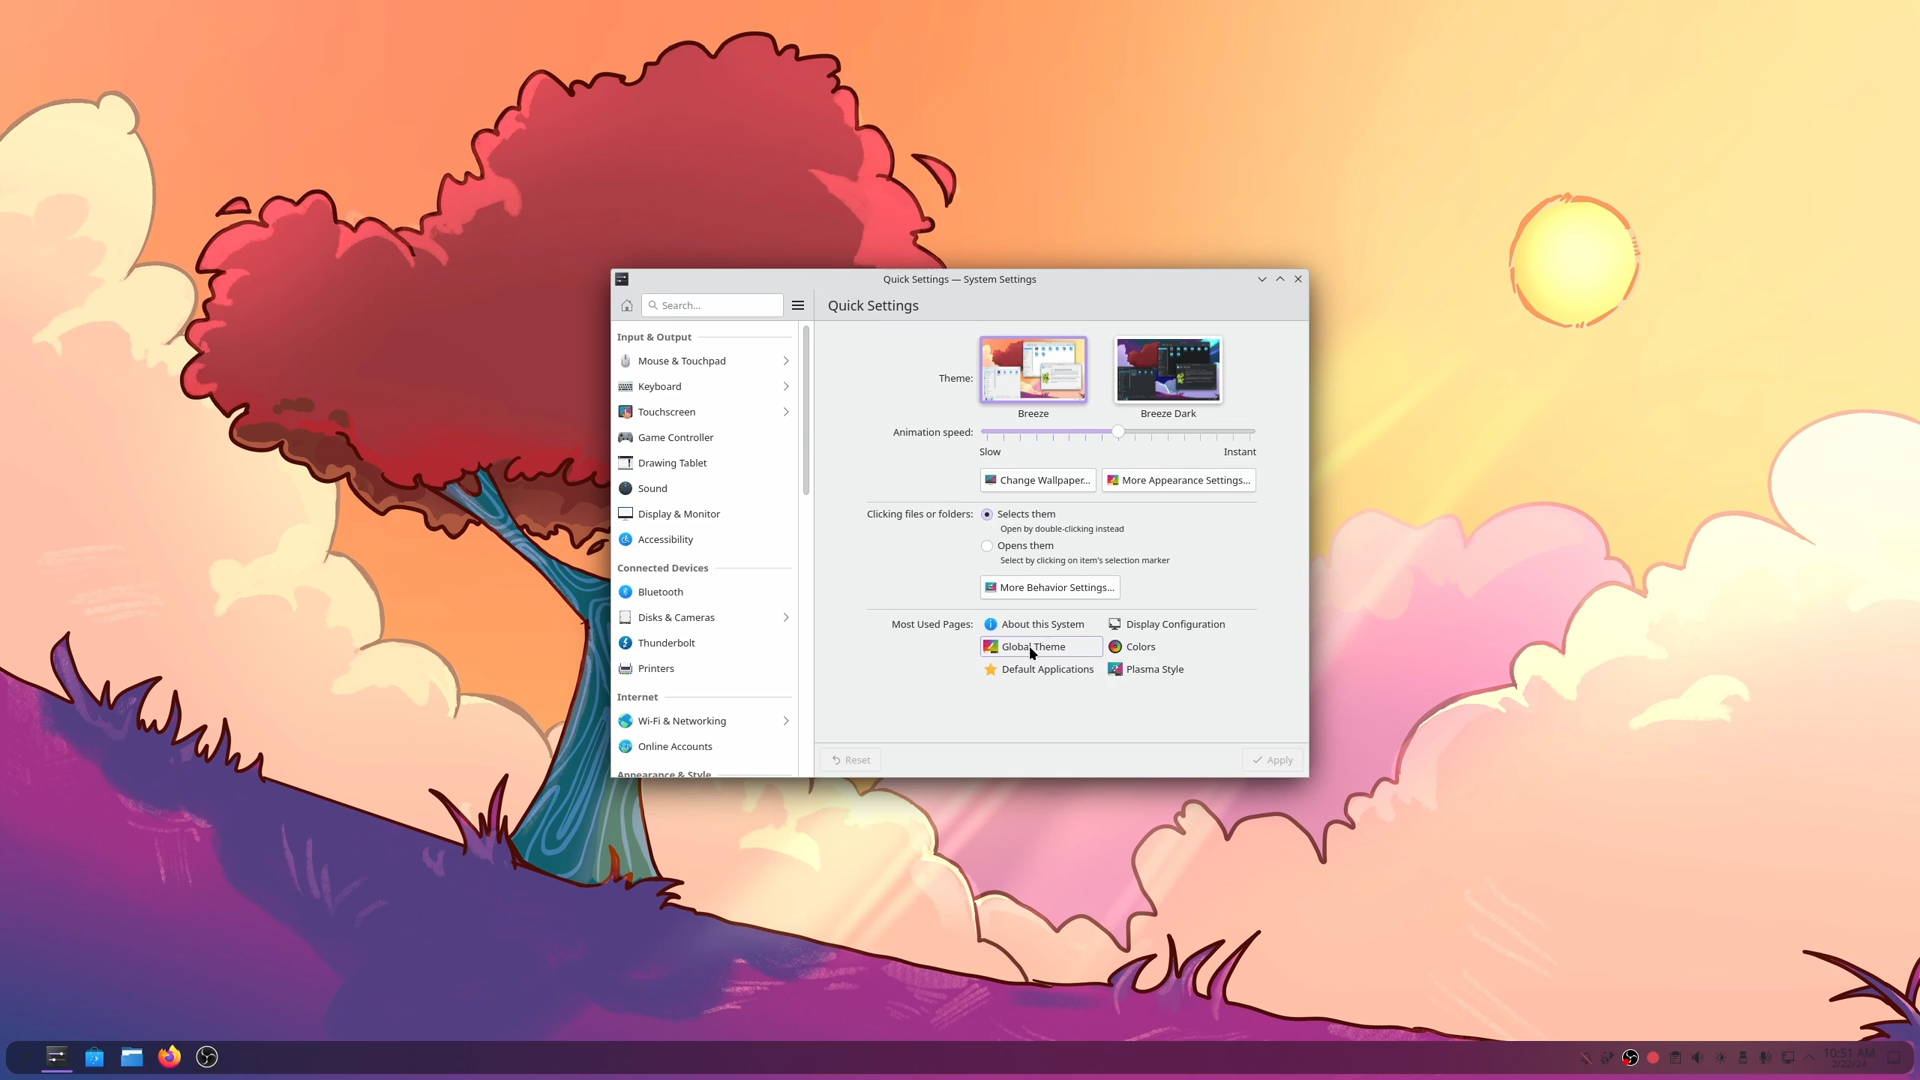 Quick Settings — System Settings
Search...
Quick Settings
Input & Output
Mouse & Touchpad
Keyboard
Touchscreen
Game Controller
Drawing Tablet
Sound
Display & Monitor
Accessibility
Connected Devices
Bluetooth
Disks & Cameras
Thunderbolt
Printers
Internet
Wi-Fi & Networking
Online Accounts
Appearance & Style
Theme:
Breeze Breeze Dark
Animation speed:
Slow Instant
Change Wallpaper... More Appearance Settings...
Clicking files or folders: Selects them
Open by double-clicking instead
Opens them
Select by clicking on item's selection marker
More Behavior Settings...
Most Used Pages: About this System Display Configuration
Global Theme Colors
Default Applications Plasma Style
Reset Apply
10:51 AM
2/22/24